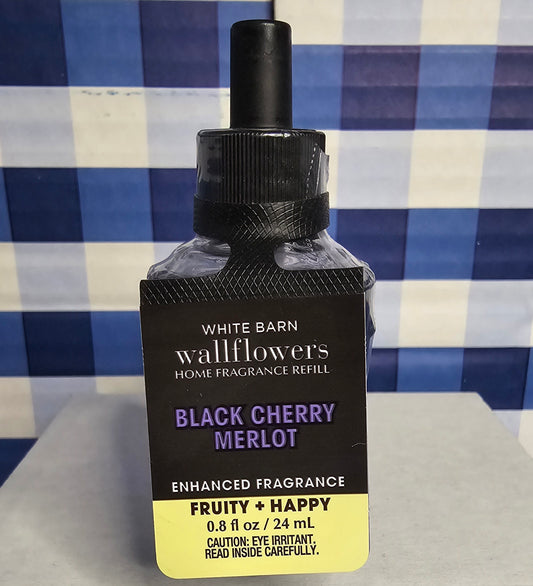 WHITE BARN
wallflowers
HOME FRAGRANCE REFILL
BLACK CHERRY
MERLOT
ENHANCED FRAGRANCE
FRUITY + HAPPY
0.8 fl oz / 24 mL
CAUTION: EYE IRRITANT.
READ INSIDE CAREFULLY.